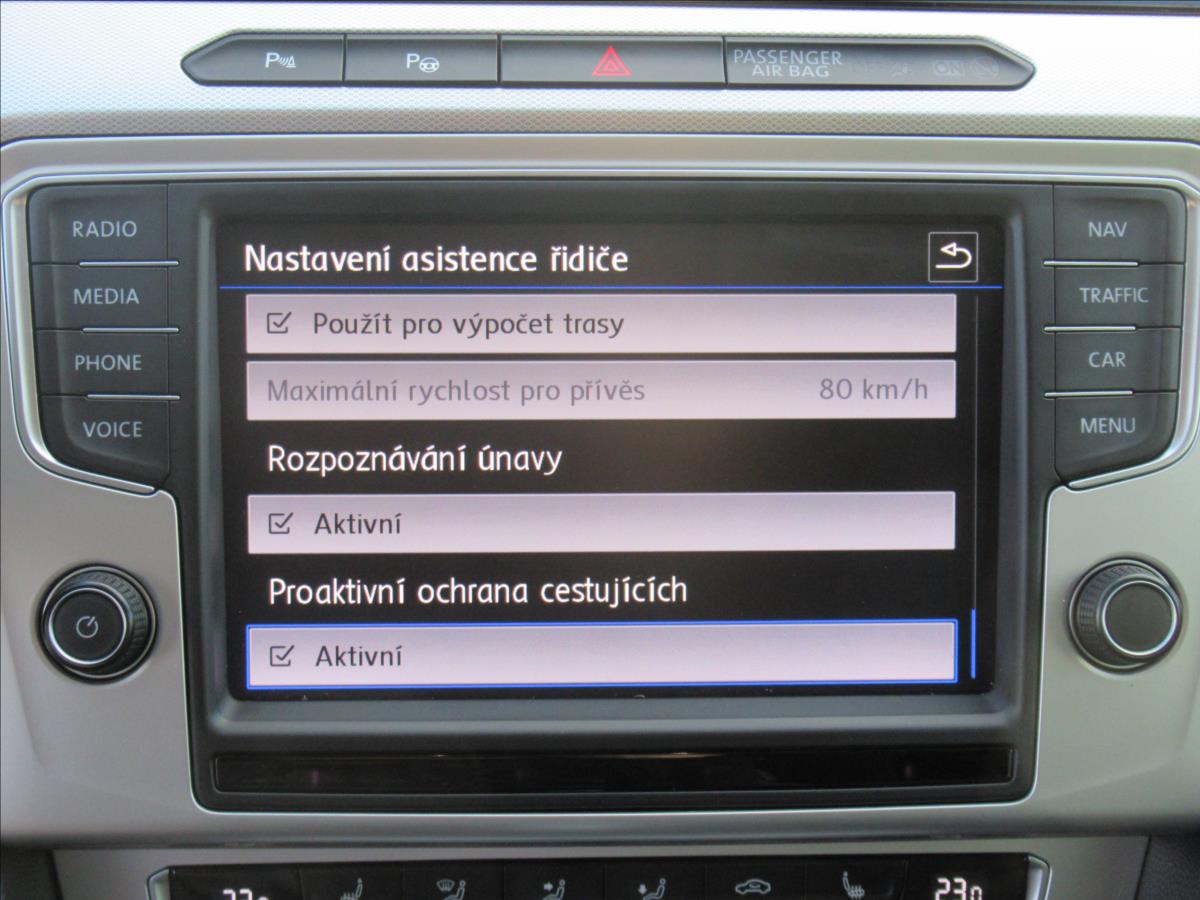 P P PASSENGER
AIR BAG ON
RADIO
MEDIA
PHONE
VOICE
Nastavení asistence řidiče
Použít pro výpočet trasy
Maximální rychlost pro přívěs 80 km/h
Rozpoznávání únavy
Aktivní
Proaktivní ochrana cestujících
Aktivní
NAV
TRAFFIC
CAR
MENU